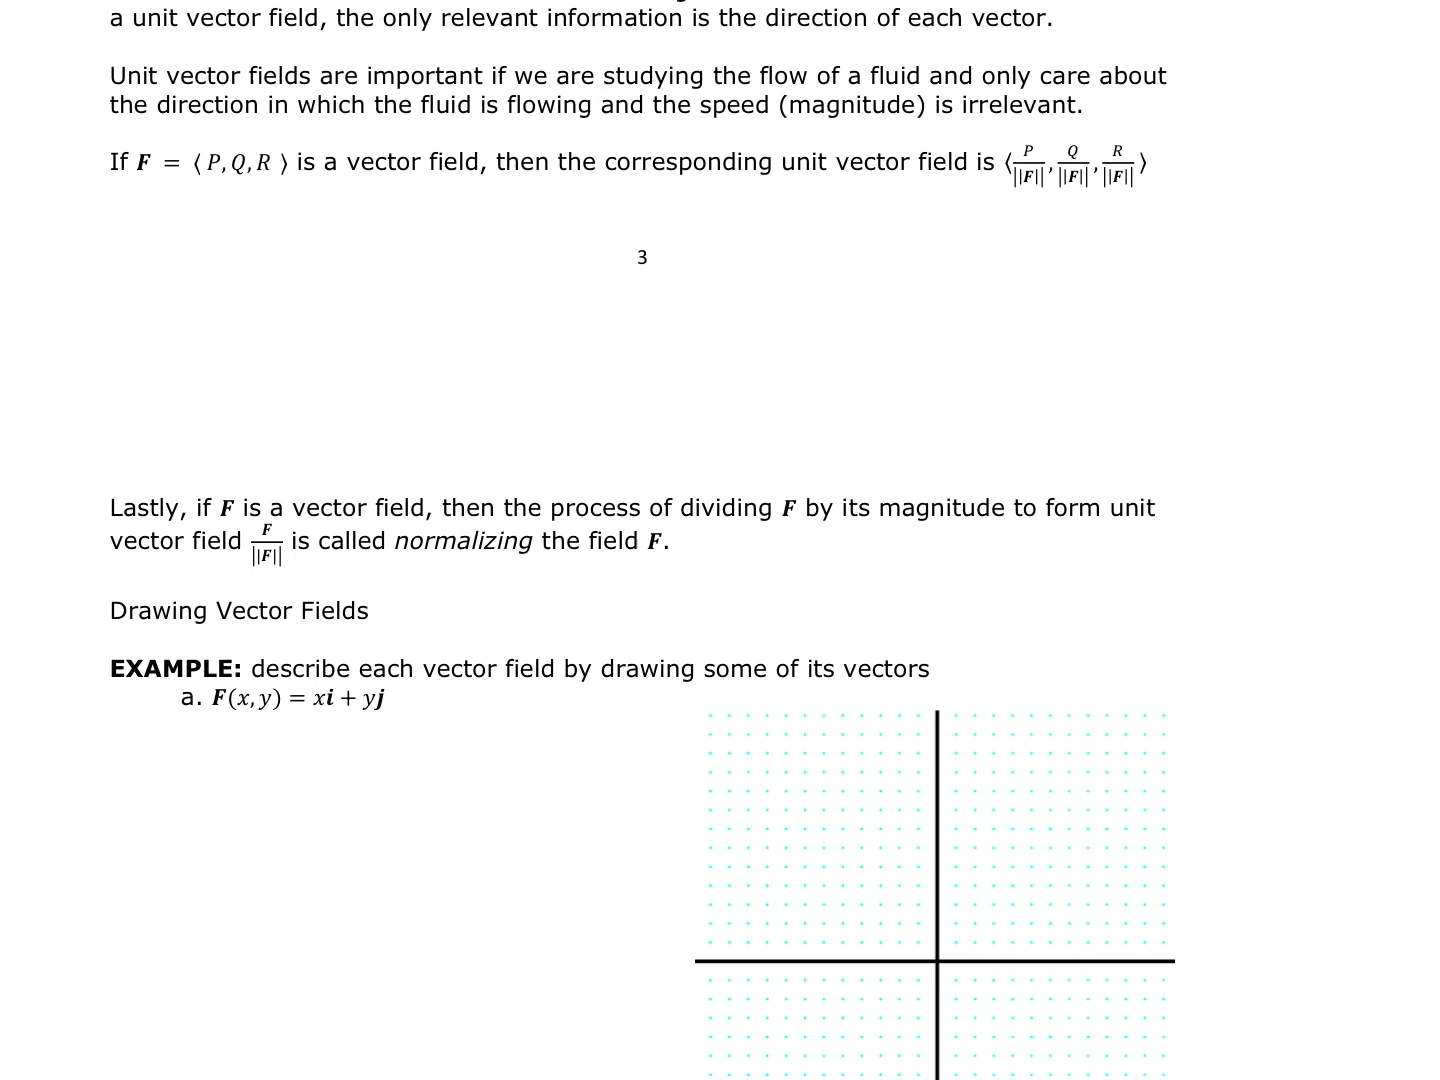 a unit vector field, the only relevant information is the direction of each vector.
Unit vector fields are important if we are studying the flow of a fluid and only care about
the direction in which the fluid is flowing and the speed (magnitude) is irrelevant.
If F = ⟨ P, Q, R ⟩ is a vector field, then the corresponding unit vector field is ⟨P/||F||, Q/||F||, R/||F||⟩
3
Lastly, if F is a vector field, then the process of dividing F by its magnitude to form unit
vector field F/||F|| is called normalizing the field F.
Drawing Vector Fields
EXAMPLE: describe each vector field by drawing some of its vectors
a. F(x, y) = xi + yj